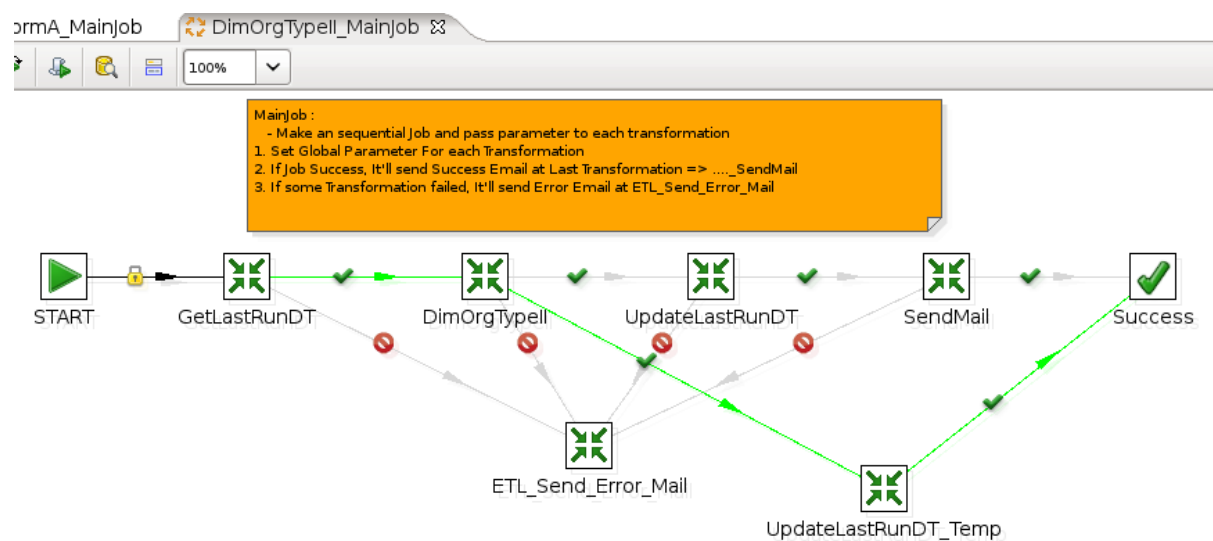 ormA_MainJob
DimOrgTypeII_MainJob
100%
MainJob :
- Make an sequential Job and pass parameter to each transformation
1. Set Global Parameter For each Transformation
2. If Job Success, It'll send Success Email at Last Transformation => ...._SendMail
3. If some Transformation failed, It'll send Error Email at ETL_Send_Error_Mail
START
GetLastRunDT
DimOrgTypeII
UpdateLastRunDT
SendMail
Success
ETL_Send_Error_Mail
UpdateLastRunDT_Temp